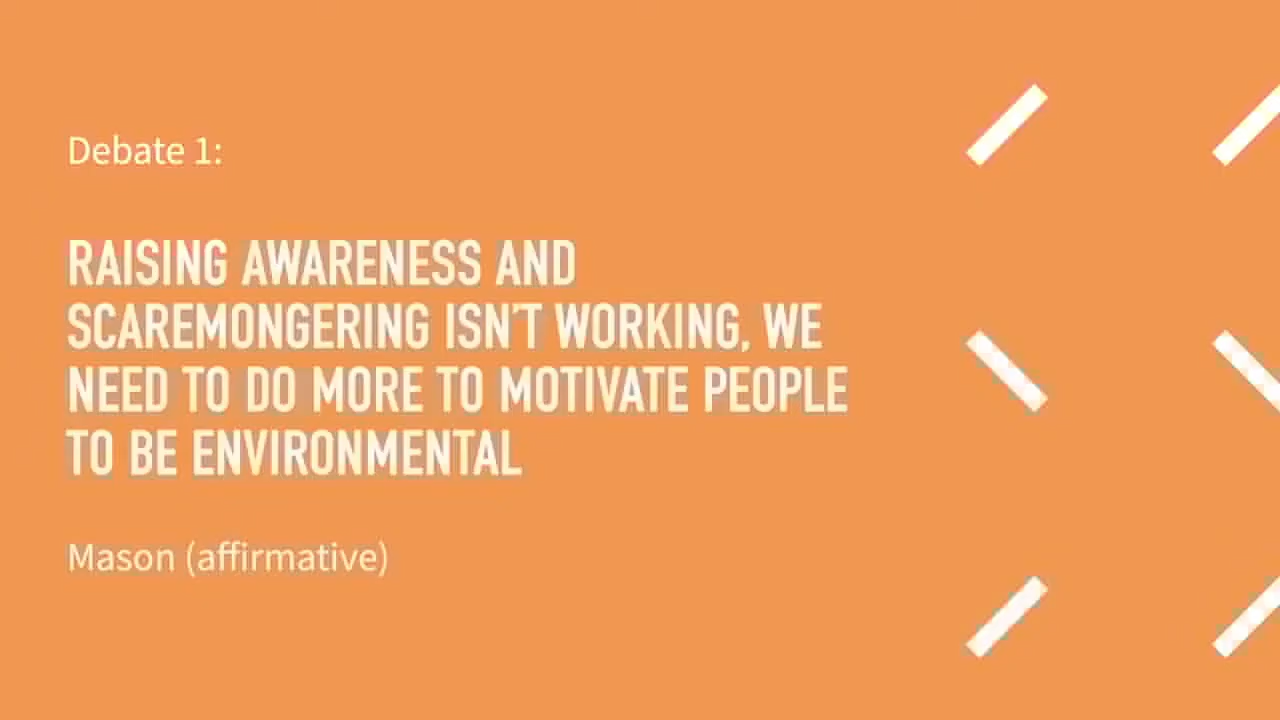 Debate 1:
RAISING AWARENESS AND
SCAREMONGERING ISN'T WORKING, WE
NEED TO DO MORE TO MOTIVATE PEOPLE
TO BE ENVIRONMENTAL
Mason (affirmative)